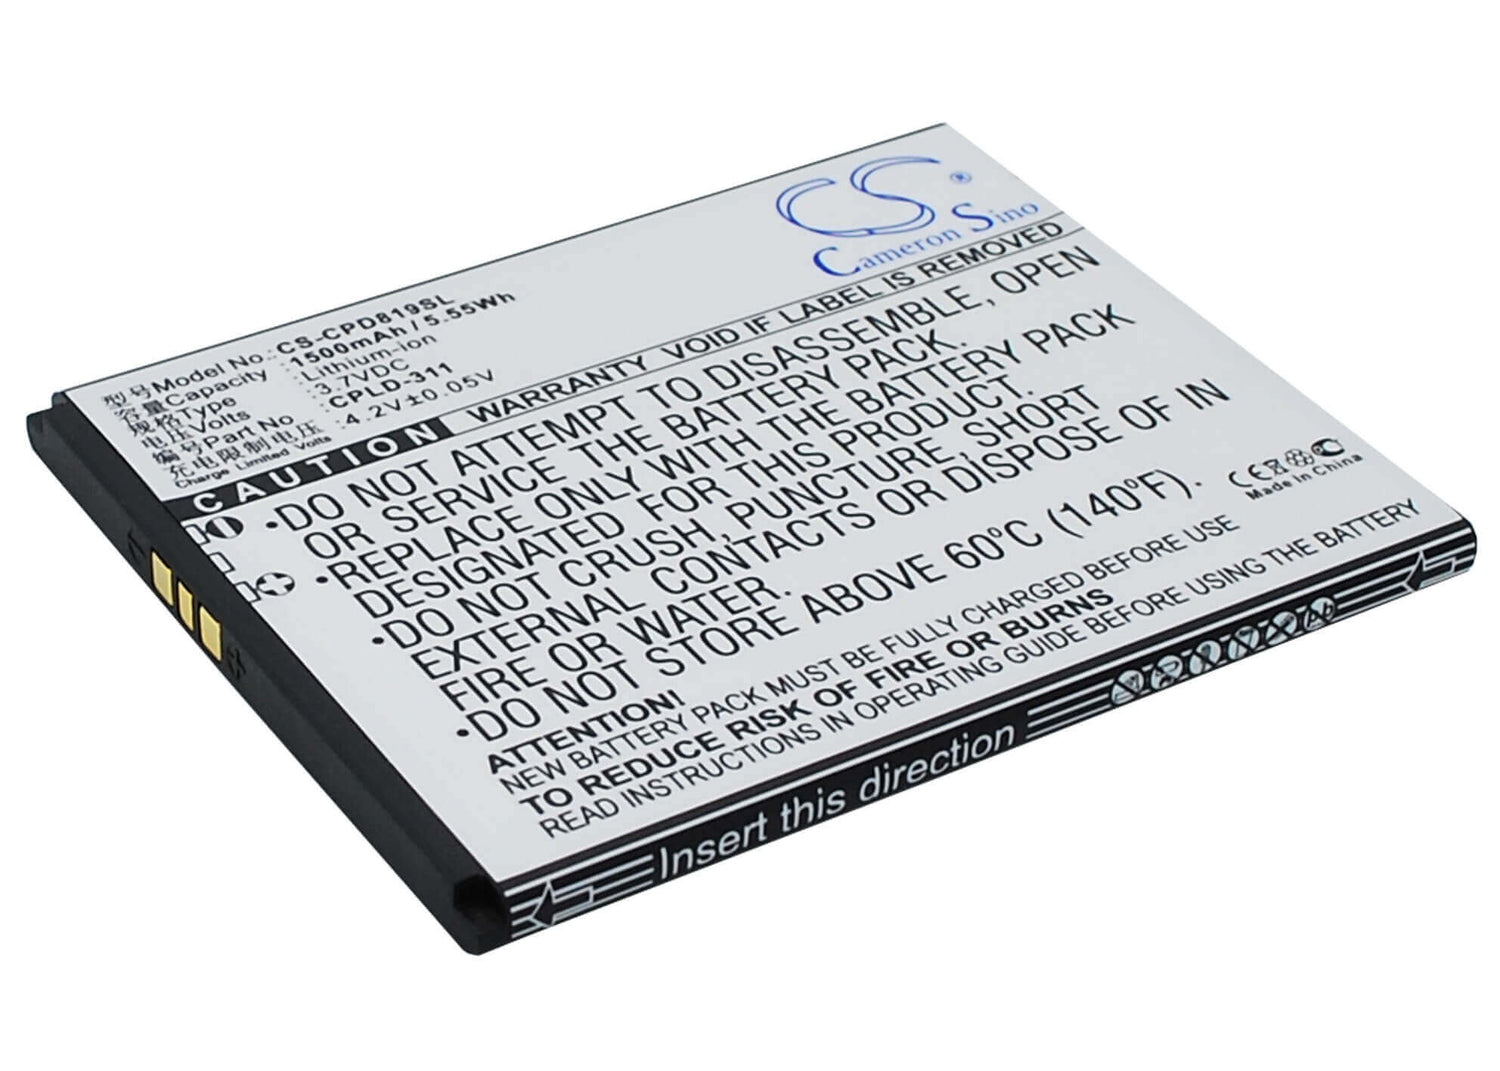 CS®
Cameron Sino
型号Model No.: CS-CPD819SL
容量Capacity : 1500mAh / 5.55Wh
规格Type : Lithium-ion
电压Volts : 3.7VDC
编号Part No : CPLD-311
充电限制电压 : 4.2V±0.05V
Charge Limited Volts
CAUTION WARRANTY VOID IF LABEL IS REMOVED
•DO NOT ATTEMPT TO DISASSEMBLE, OPEN
OR SERVICE THE BATTERY PACK.
•REPLACE ONLY WITH THE BATTERY PACK
DESIGNATED FOR
•DO NOT CRUSH, PUNCTURE, SHORT
EXTERNAL CONTACTS OR DISPOSE OF IN
FIRE OR WATER.
•DO NOT STORE ABOVE 60°C (140°F).
ATTENTION!
NEW BATTERY PACK MUST BE FULLY CHARGED BEFORE USING
TO REDUCE RISK OF FIRE OR BURNS
READ INSTRUCTIONS IN OPERATING GUIDE BEFORE USING THE BATTERY
CE
Made in China
Insert this direction